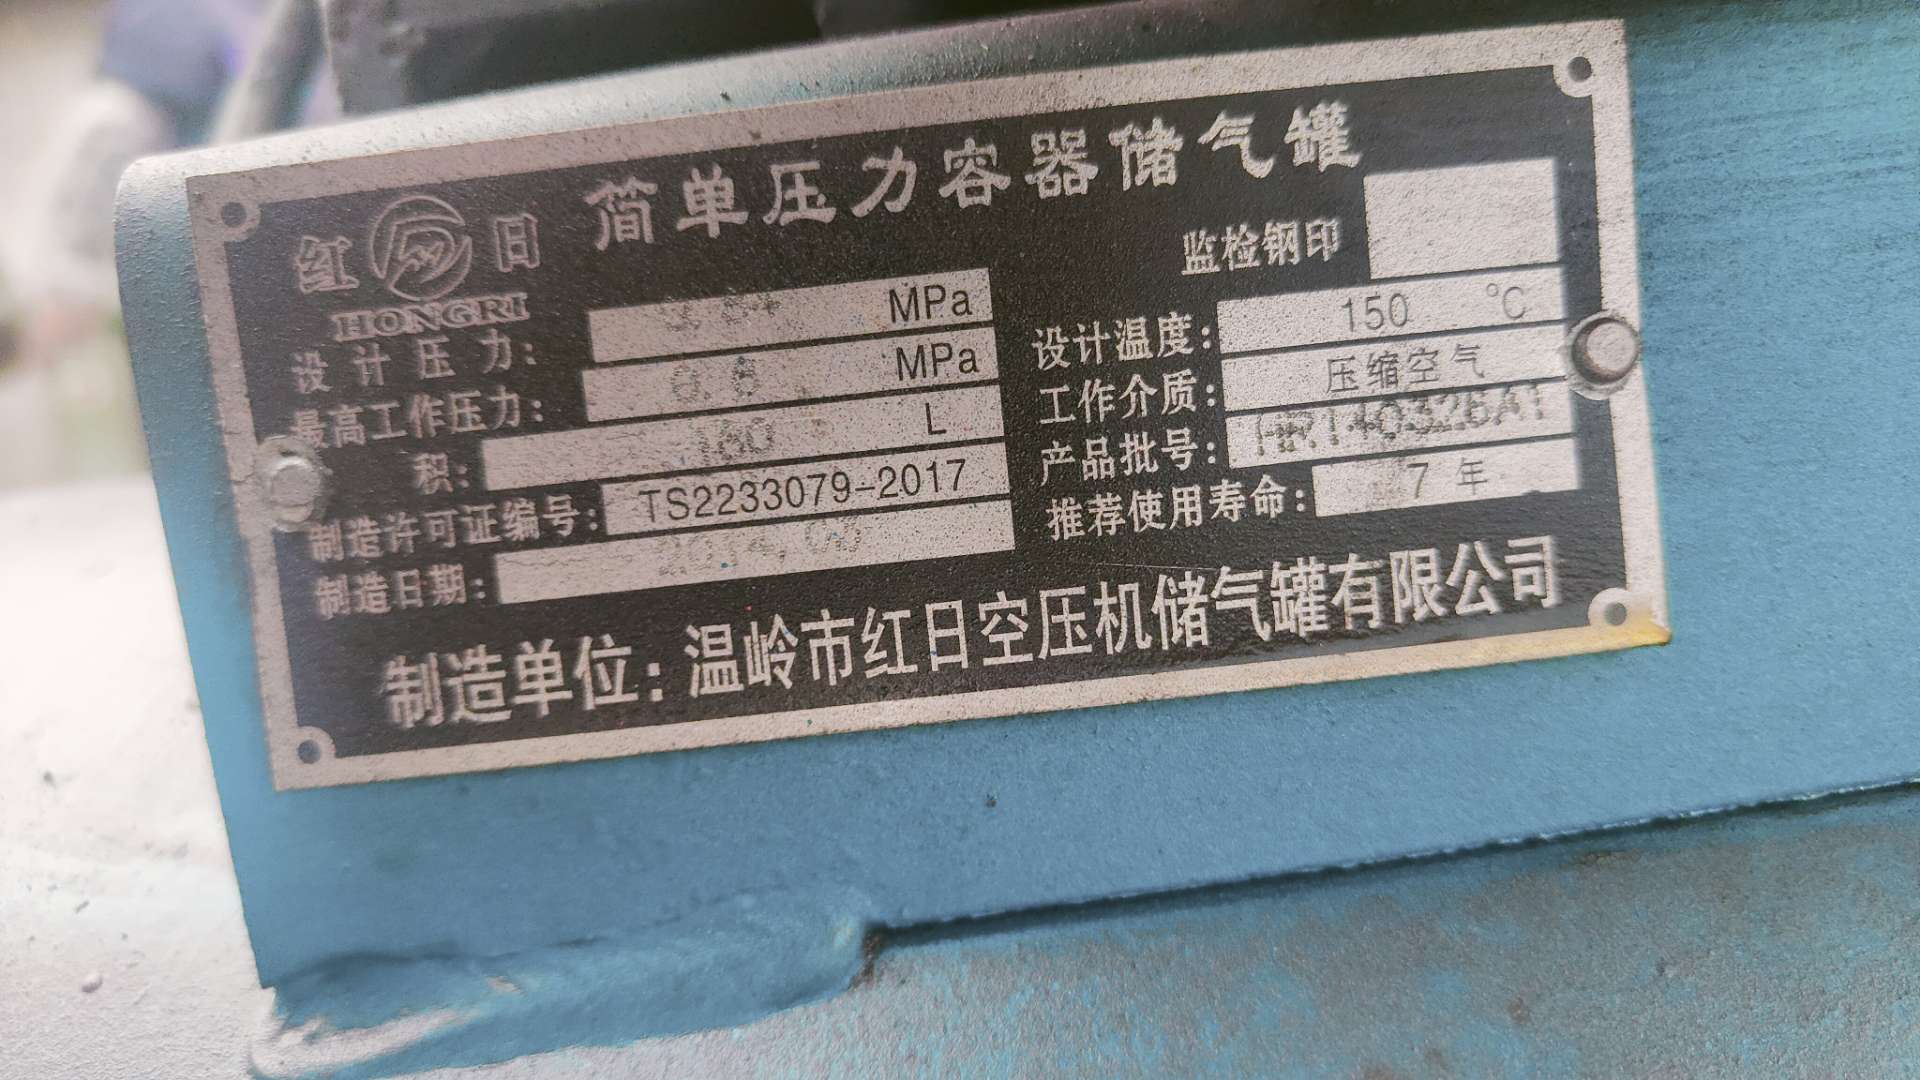 红日 简单压力容器储气罐
HONGRI
监检钢印
设计压力: MPa
设计温度: 150 ℃
最高工作压力: MPa
工作介质: 压缩空气
积: L
产品批号: HR140326A1
制造许可证编号: TS2233079-2017
推荐使用寿命: 7 年
制造日期:
制造单位: 温岭市红日空压机储气罐有限公司